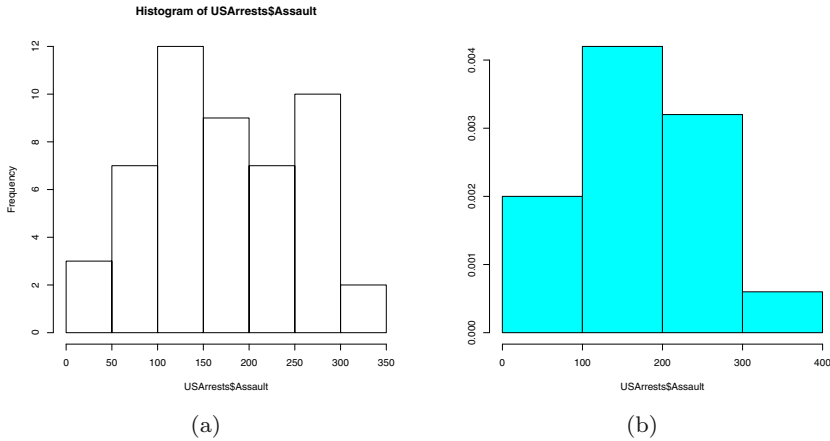 Histogram of USArrests$Assault
Frequency
12
10
8
6
4
2
0
0 50 100 150 200 250 300 350
USArrests$Assault
(a)
0.004
0.003
0.002
0.001
0.000
0 100 200 300 400
USArrests$Assault
(b)